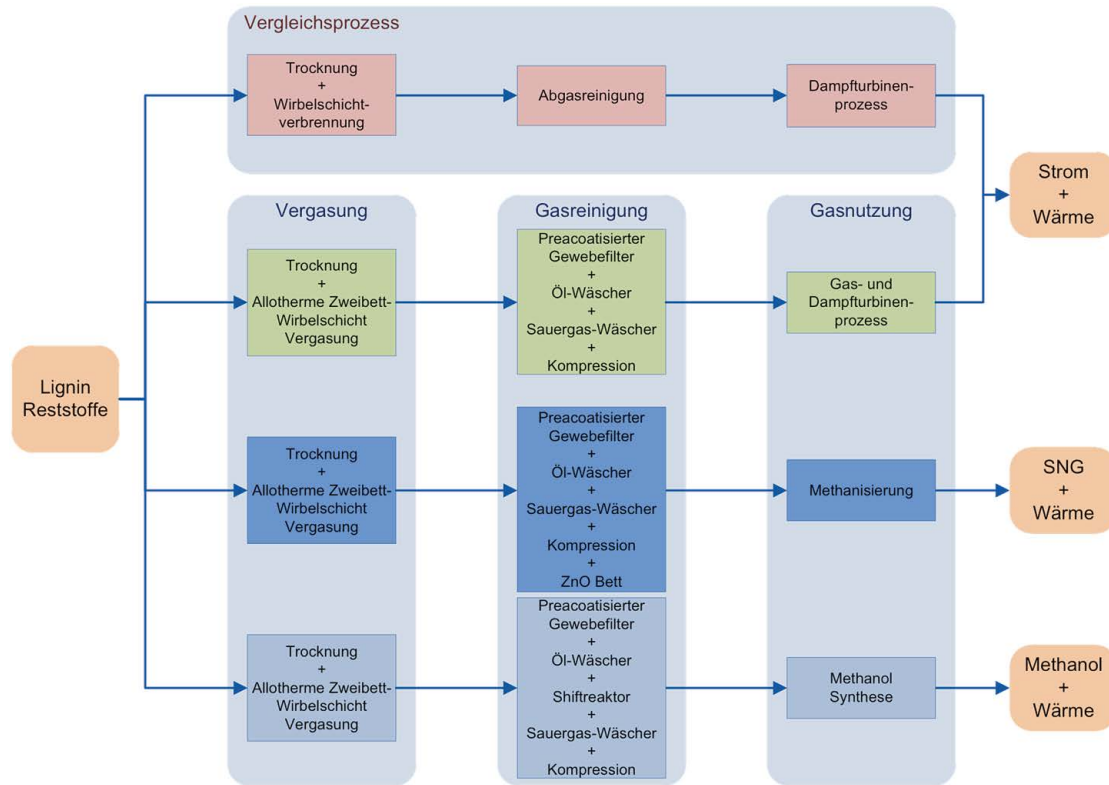 Vergleichsprozess
Trocknung
+
Wirbelschicht-
verbrennung
Abgasreinigung
Dampfturbinen-
prozess
Strom
+
Wärme
Vergasung
Gasreinigung
Gasnutzung
Trocknung
+
Allotherme Zweibett-
Wirbelschicht
Vergasung
Preacoatisierter
Gewebefilter
+
Öl-Wäscher
+
Sauergas-Wäscher
+
Kompression
Gas- und
Dampfturbinen-
prozess
Lignin
Reststoffe
Trocknung
+
Allotherme Zweibett-
Wirbelschicht
Vergasung
Preacoatisierter
Gewebefilter
+
Öl-Wäscher
+
Sauergas-Wäscher
+
Kompression
+
ZnO Bett
Methanisierung
SNG
+
Wärme
Trocknung
+
Allotherme Zweibett-
Wirbelschicht
Vergasung
Preacoatisierter
Gewebefilter
+
Öl-Wäscher
+
Shiftreaktor
+
Sauergas-Wäscher
+
Kompression
Methanol
Synthese
Methanol
+
Wärme